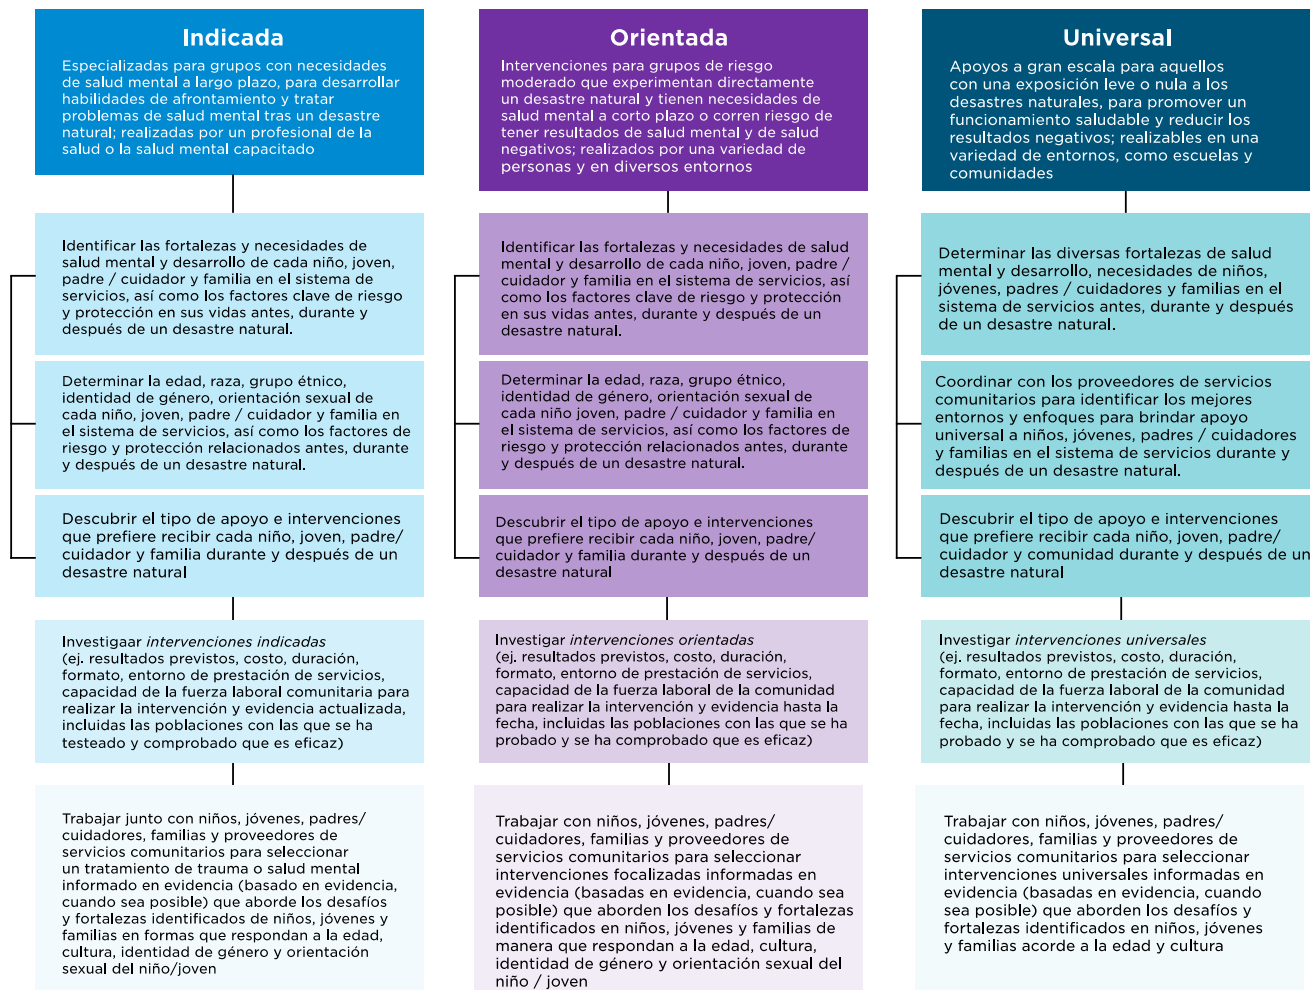 Indicada
Especializadas para grupos con necesidades
de salud mental a largo plazo, para desarrollar
habilidades de afrontamiento y tratar
problemas de salud mental tras un desastre
natural; realizadas por un profesional de la
salud o la salud mental capacitado
Identificar las fortalezas y necesidades de
salud mental y desarrollo de cada niño, joven,
padre / cuidador y familia en el sistema de
servicios, así como los factores clave de riesgo
y protección en sus vidas antes, durante y
después de un desastre natural.
Determinar la edad, raza, grupo étnico,
identidad de género, orientación sexual de
cada niño, joven, padre / cuidador y familia en
el sistema de servicios, así como los factores de
riesgo y protección relacionados antes, durante
y después de un desastre natural.
Descubrir el tipo de apoyo e intervenciones
que prefiere recibir cada niño, joven, padre/
cuidador y familia durante y después de un
desastre natural
Investigaar intervenciones indicadas
(ej. resultados previstos, costo, duración,
formato, entorno de prestación de servicios,
capacidad de la fuerza laboral comunitaria para
realizar la intervención y evidencia actualizada,
incluidas las poblaciones con las que se ha
testeado y comprobado que es eficaz)
Trabajar junto con niños, jóvenes, padres/
cuidadores, familias y proveedores de
servicios comunitarios para seleccionar
un tratamiento de trauma o salud mental
informado en evidencia (basado en evidencia,
cuando sea posible) que aborde los desafíos
y fortalezas identificados de niños, jóvenes y
familias en formas que respondan a la edad,
cultura, identidad de género y orientación
sexual del niño/joven
Orientada
Intervenciones para grupos de riesgo
moderado que experimentan directamente
un desastre natural y tienen necesidades de
salud mental a corto plazo o corren riesgo de
tener resultados de salud mental y de salud
negativos; realizados por una variedad de
personas y en diversos entornos
Identificar las fortalezas y necesidades de salud
mental y desarrollo de cada niño, joven, padre /
cuidador y familia en el sistema de servicios, así
como los factores clave de riesgo y protección
en sus vidas antes, durante y después de un
desastre natural.
Determinar la edad, raza, grupo étnico,
identidad de género, orientación sexual de
cada niño joven, padre / cuidador y familia en
el sistema de servicios, así como los factores
de riesgo y protección relacionados antes,
durante y después de un desastre natural.
Descubrir el tipo de apoyo e intervenciones
que prefiere recibir cada niño, joven, padre/
cuidador y familia durante y después de un
desastre natural
Investigar intervenciones orientadas
(ej. resultados previstos, costo, duración,
formato, entorno de prestación de servicios,
capacidad de la fuerza laboral de la comunidad
para realizar la intervención y evidencia hasta la
fecha, incluidas las poblaciones con las que se ha
probado y se ha comprobado que es eficaz)
Trabajar con niños, jóvenes, padres/
cuidadores, familias y proveedores de
servicios comunitarios para seleccionar
intervenciones focalizadas informadas en
evidencia (basadas en evidencia, cuando sea
posible) que aborden los desafíos y fortalezas
identificados en niños, jóvenes y familias de
manera que respondan a la edad, cultura,
identidad de género y orientación sexual del
niño / joven
Universal
Apoyos a gran escala para aquellos
con una exposición leve o nula a los
desastres naturales, para promover un
funcionamiento saludable y reducir los
resultados negativos; realizables en una
variedad de entornos, como escuelas y
comunidades
Determinar las diversas fortalezas de salud
mental y desarrollo, necesidades de niños,
jóvenes, padres / cuidadores y familias en el
sistema de servicios antes, durante y después
de un desastre natural.
Coordinar con los proveedores de servicios
comunitarios para identificar los mejores
entornos y enfoques para brindar apoyo
universal a niños, jóvenes, padres / cuidadores
y familias en el sistema de servicios durante y
después de un desastre natural.
Descubrir el tipo de apoyo e intervenciones
que prefiere recibir cada niño, joven, padre/
cuidador y comunidad durante y después de un
desastre natural
Investigar intervenciones universales
(ej. resultados previstos, costo, duración,
formato, entorno de prestación de servicios,
capacidad de la fuerza laboral de la comunidad
para realizar la intervención y evidencia hasta la
fecha, incluidas las poblaciones con las que se ha
probado y se ha comprobado que es eficaz)
Trabajar con niños, jóvenes, padres/
cuidadores, familias y proveedores de
servicios comunitarios para seleccionar
intervenciones universales informadas en
evidencia (basadas en evidencia, cuando
sea posible) que aborden los desafíos y
fortalezas identificados en niños, jóvenes
y familias acorde a la edad y cultura